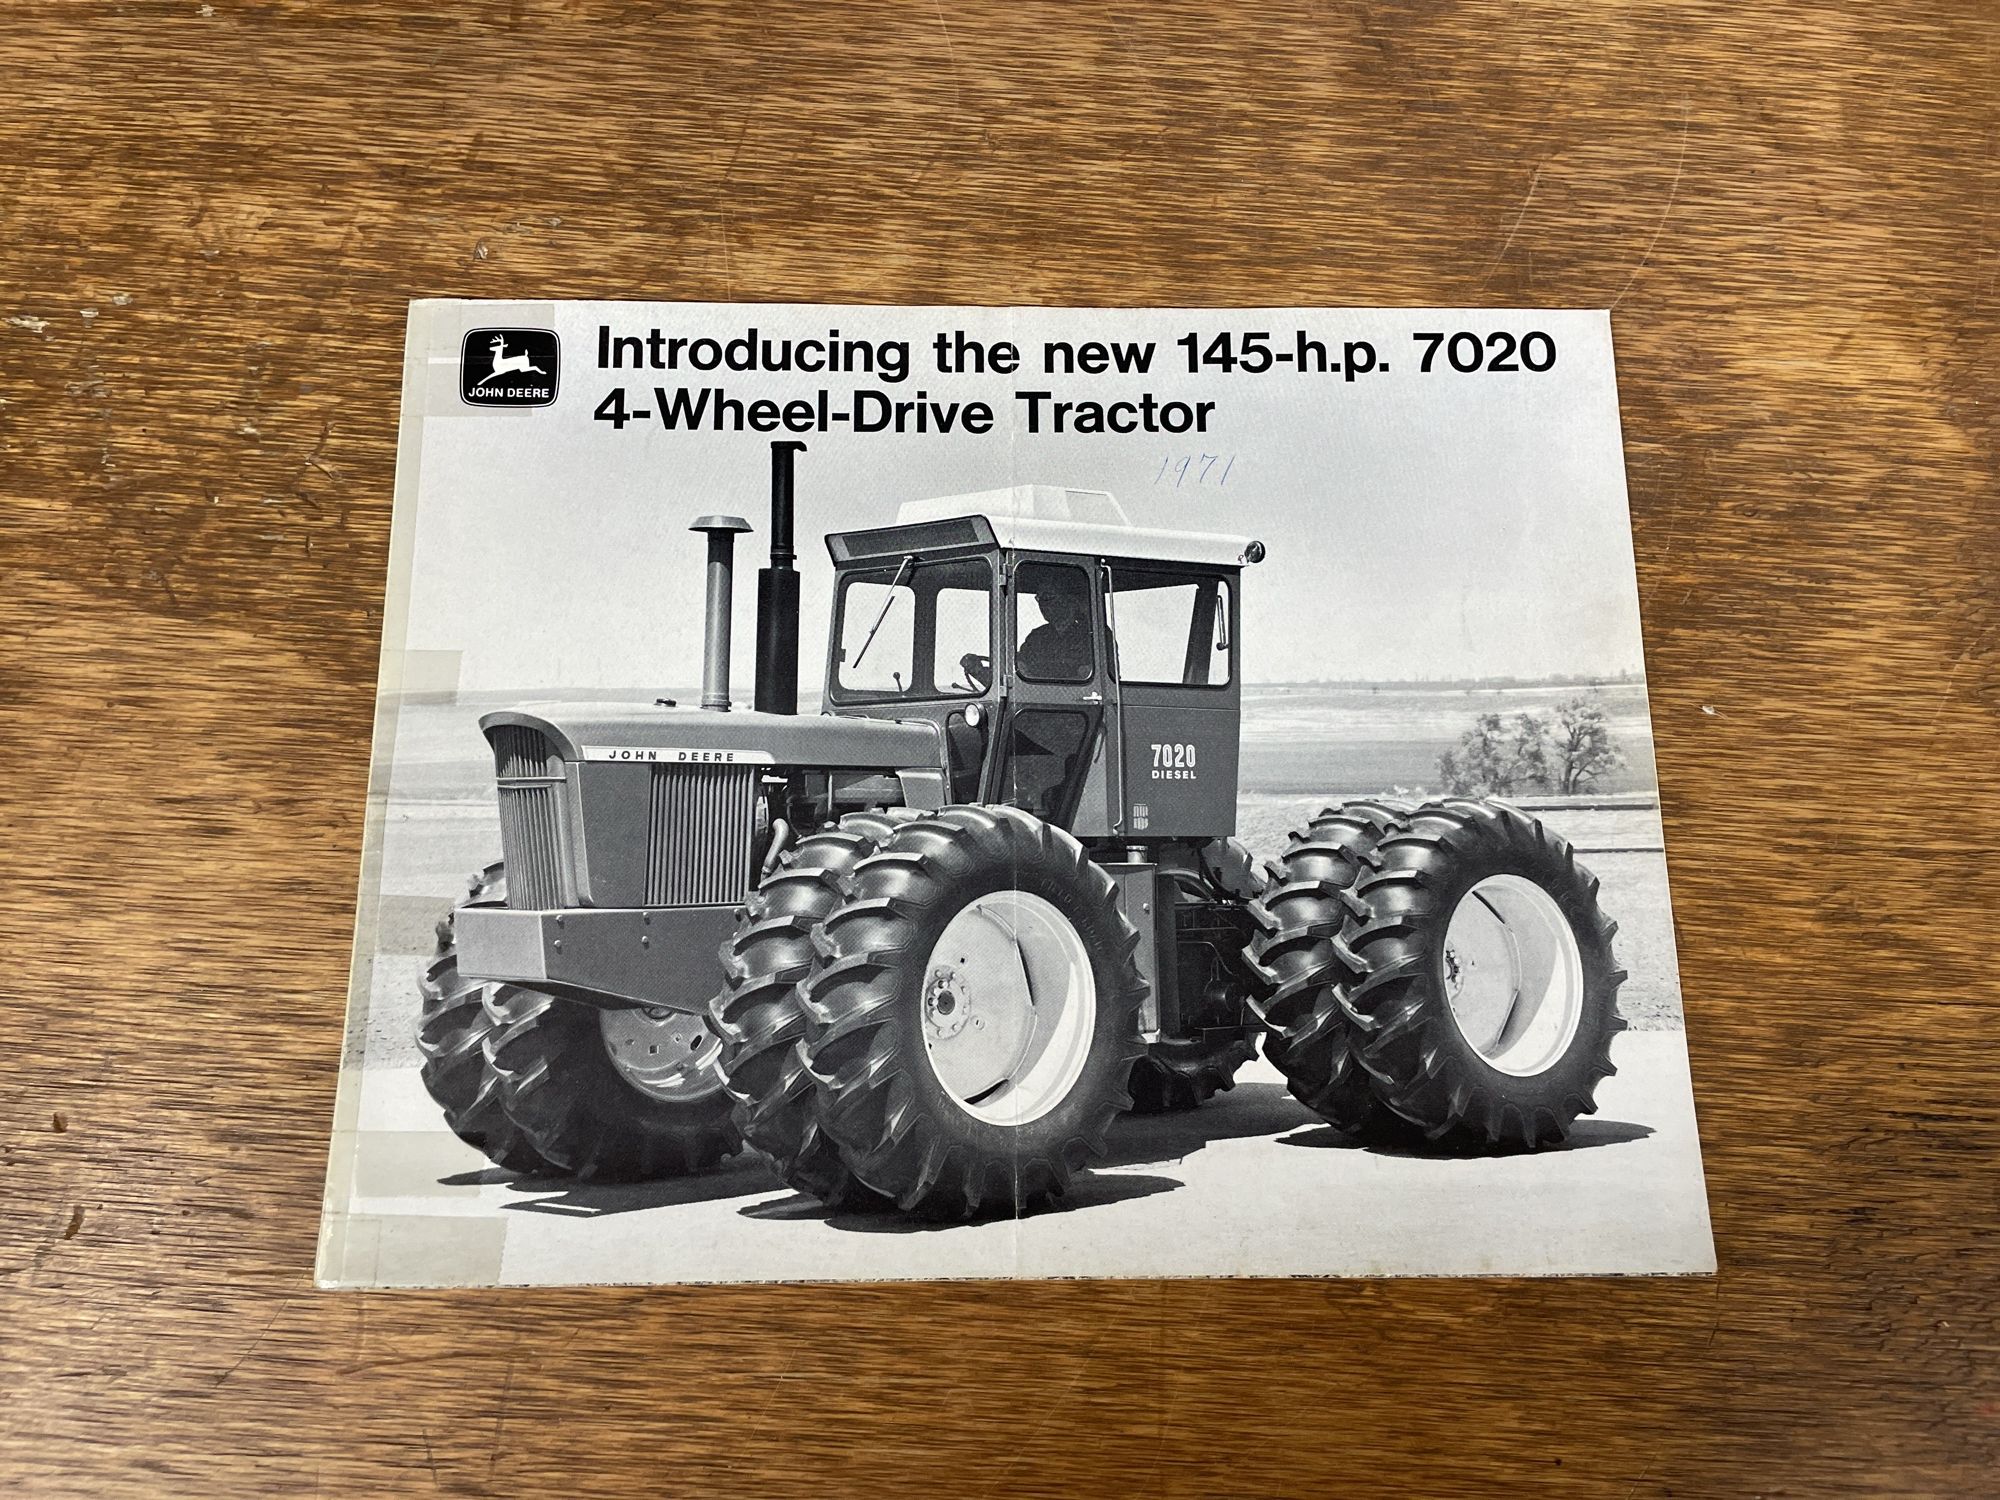 JOHN DEERE
Introducing the new 145-h.p. 7020
4-Wheel-Drive Tractor
1971
JOHN DEERE
7020
DIESEL